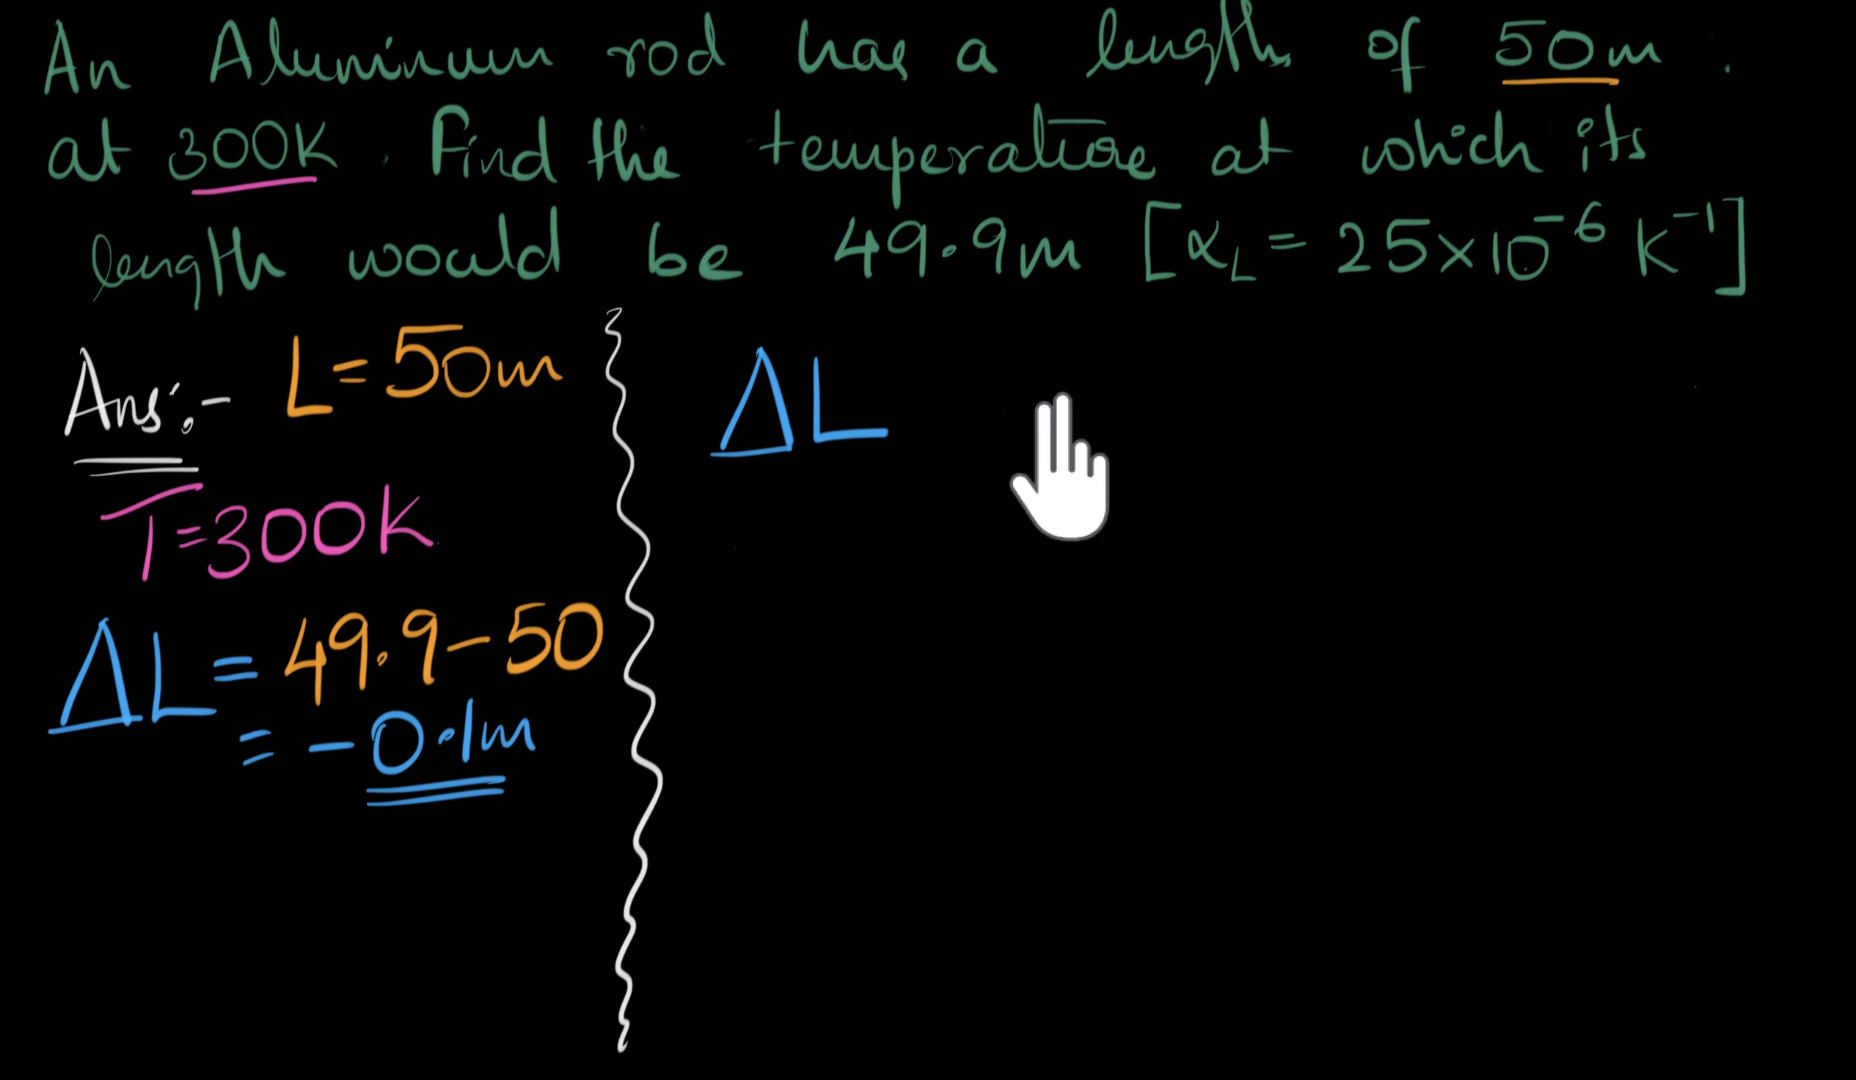 An Aluminum rod has a length of 50m.
at 300K. Find the temperature at which its
length would be 49.9m [αL = 25×10⁻⁶ K⁻¹]
Ans:- L=50m
T=300K
ΔL = 49.9-50
= -0.1m
ΔL